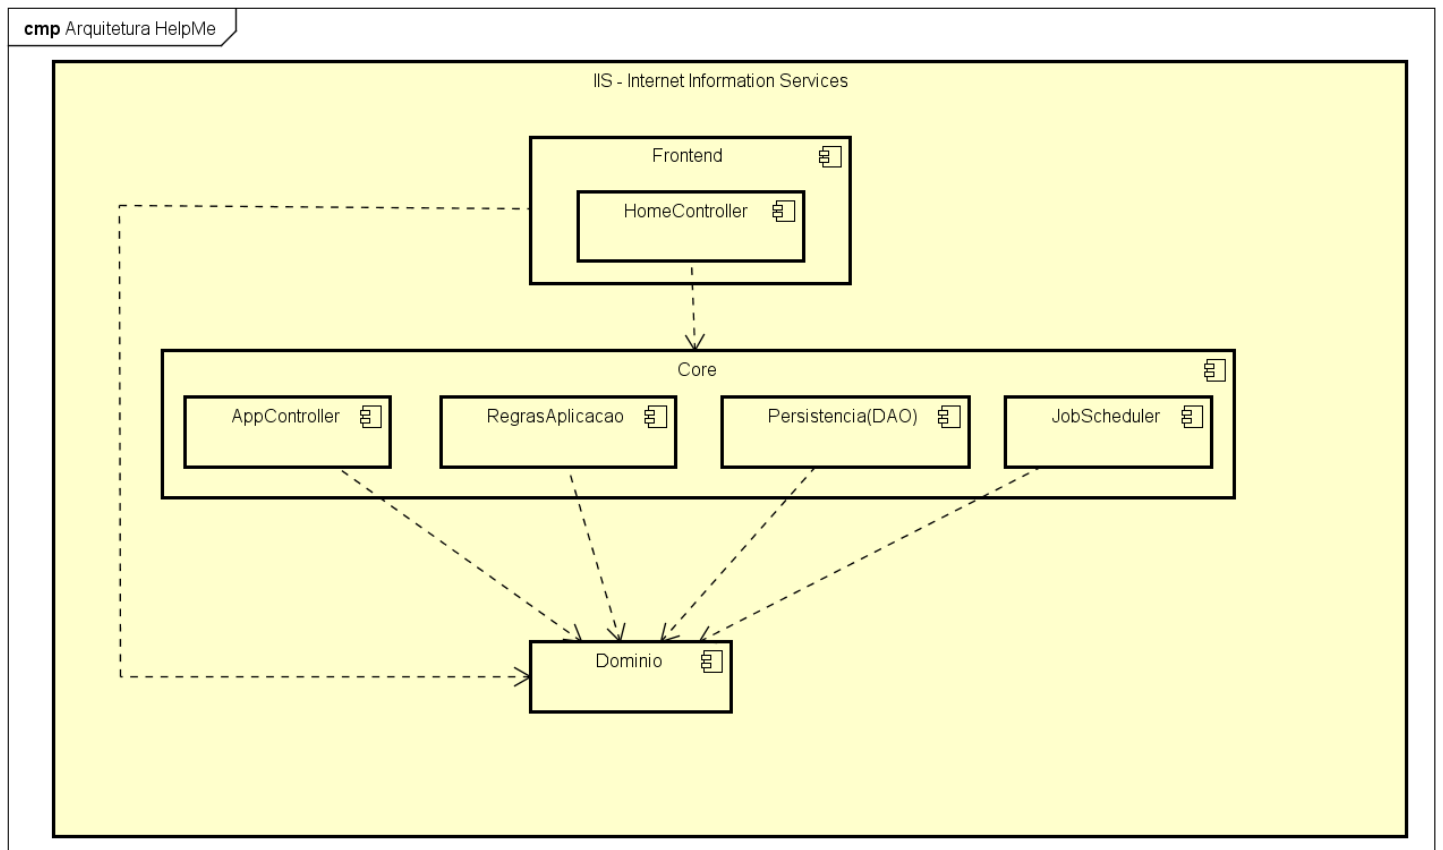 cmp Arquitetura HelpMe
IIS - Internet Information Services
Frontend
HomeController
Core
AppController
RegrasAplicacao
Persistencia(DAO)
JobScheduler
Dominio